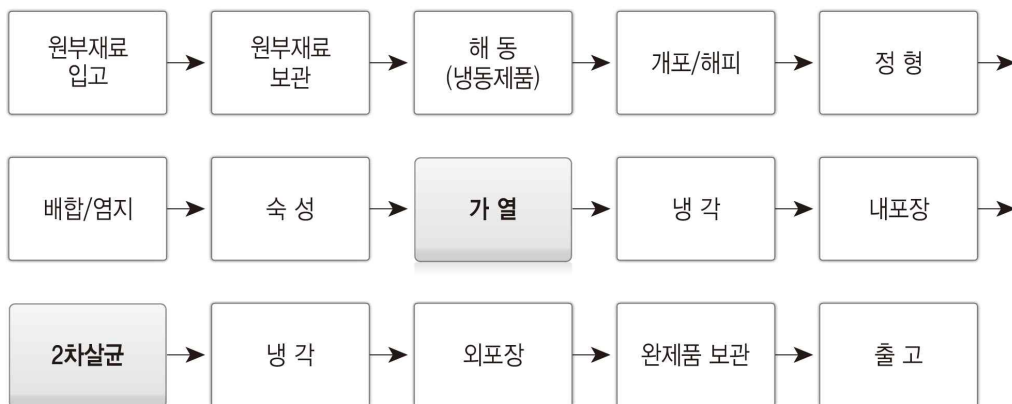 원부재료
입고
원부재료
보관
해 동
(냉동제품)
개포/해피
정 형
배합/염지
숙 성
가 열
냉 각
내포장
2차살균
냉 각
외포장
완제품 보관
출 고